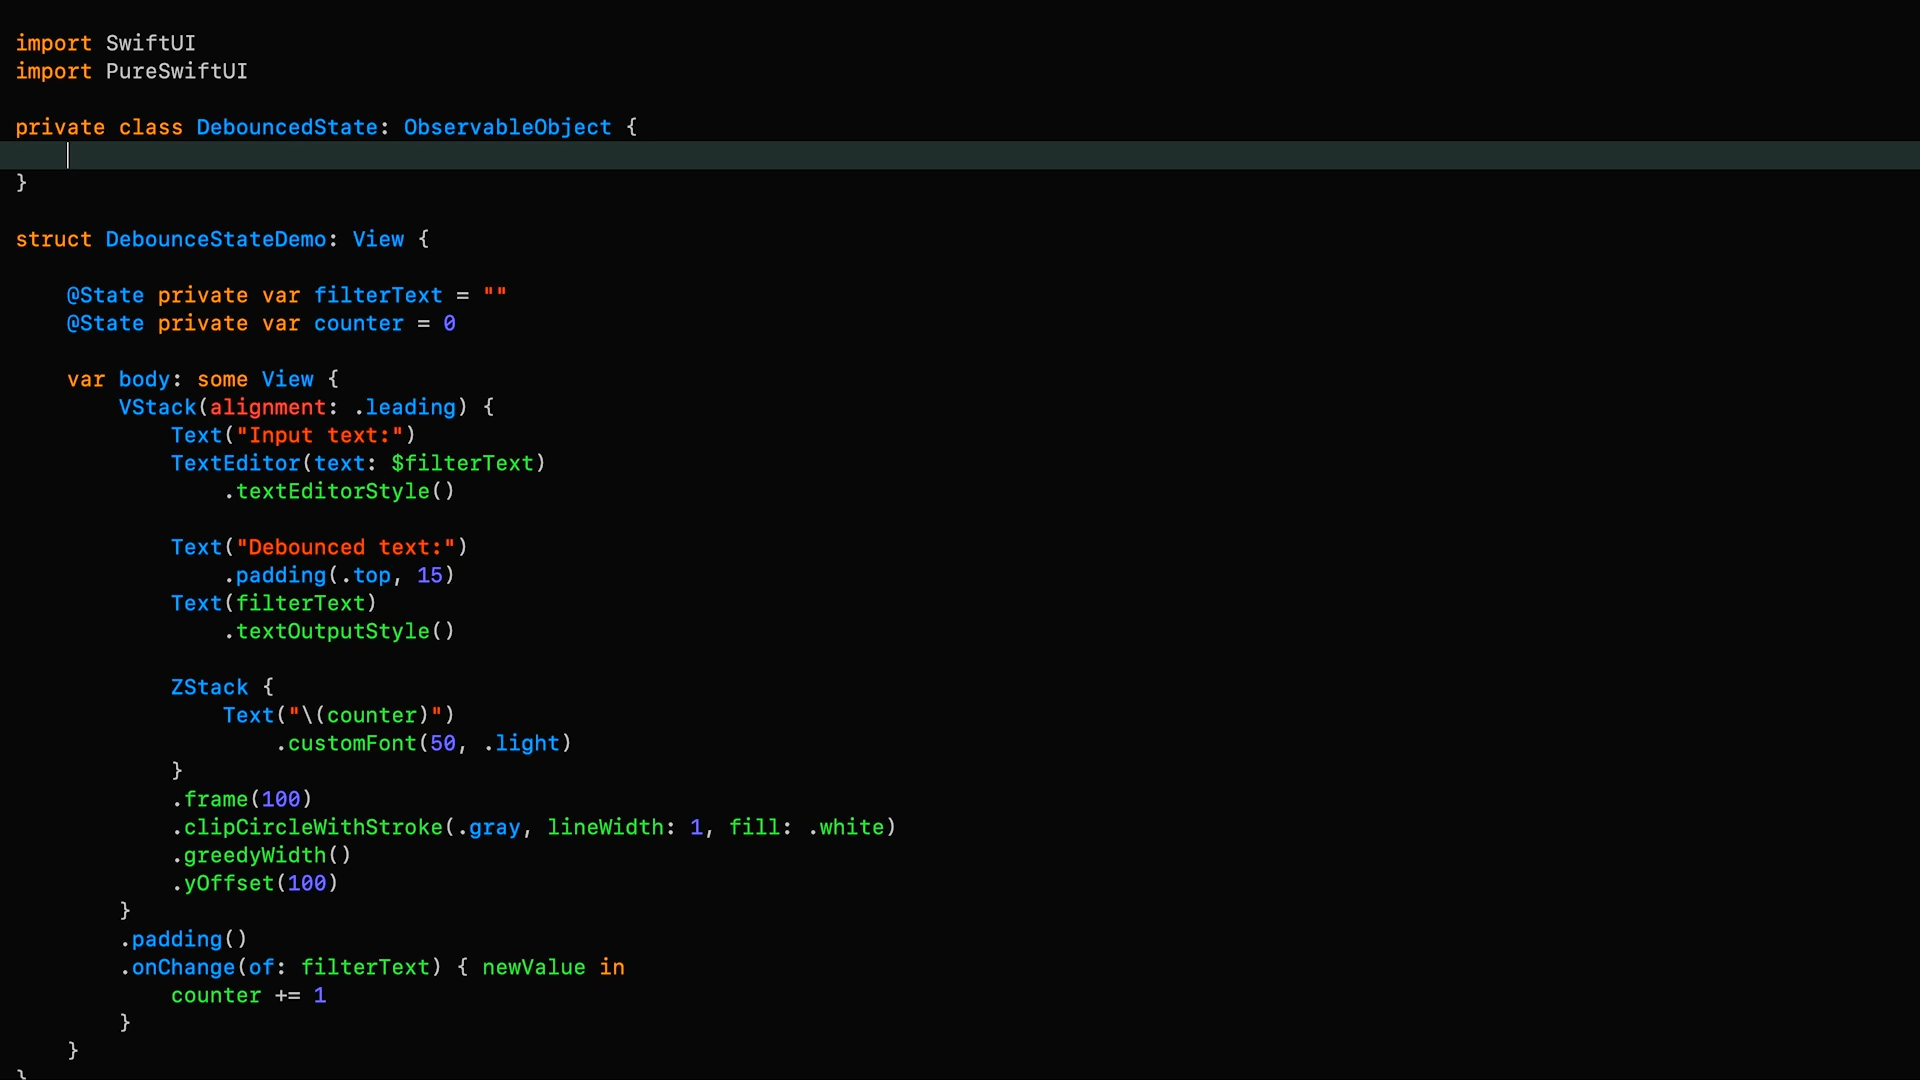 import SwiftUI
import PureSwiftUI
private class DebouncedState: ObservableObject {
}
struct DebounceStateDemo: View {
@State private var filterText = ""
@State private var counter = 0
var body: some View {
VStack(alignment: .leading) {
Text("Input text:")
TextEditor(text: $filterText)
.textEditorStyle()
Text("Debounced text:")
.padding(.top, 15)
Text(filterText)
.textOutputStyle()
ZStack {
Text("\(counter)")
.customFont(50, .light)
}
.frame(100)
.clipCircleWithStroke(.gray, lineWidth: 1, fill: .white)
.greedyWidth()
.yOffset(100)
}
.padding()
.onChange(of: filterText) { newValue in
counter += 1
}
}
}